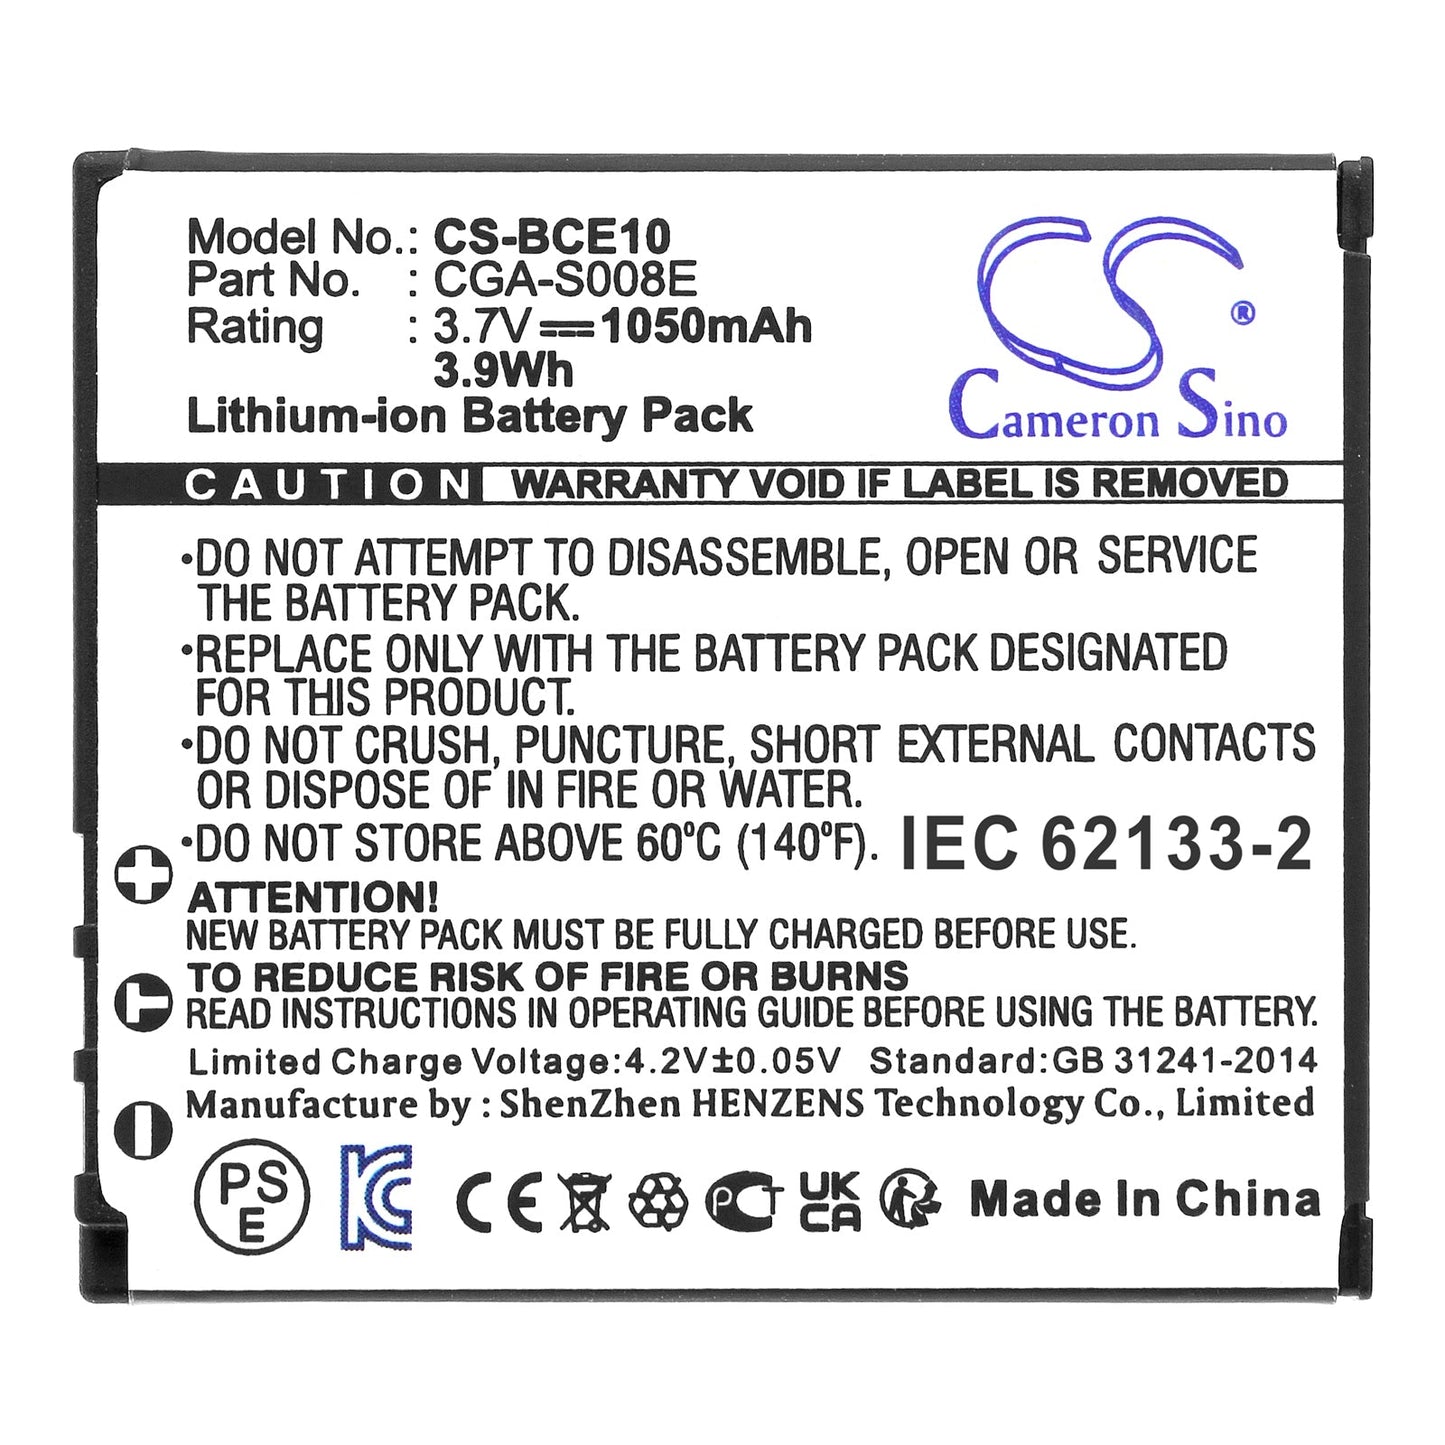 Model No.: CS-BCE10
Part No. : CGA-S008E
Rating : 3.7V⎓1050mAh
3.9Wh
Lithium-ion Battery Pack
CS
®
Cameron Sino
CAUTION WARRANTY VOID IF LABEL IS REMOVED
•DO NOT ATTEMPT TO DISASSEMBLE, OPEN OR SERVICE
THE BATTERY PACK.
•REPLACE ONLY WITH THE BATTERY PACK DESIGNATED
FOR THIS PRODUCT.
•DO NOT CRUSH, PUNCTURE, SHORT EXTERNAL CONTACTS
OR DISPOSE OF IN FIRE OR WATER.
•DO NOT STORE ABOVE 60ºC (140ºF). IEC 62133-2
ATTENTION!
NEW BATTERY PACK MUST BE FULLY CHARGED BEFORE USE.
TO REDUCE RISK OF FIRE OR BURNS
T
READ INSTRUCTIONS IN OPERATING GUIDE BEFORE USING THE BATTERY.
Limited Charge Voltage:4.2V±0.05V Standard:GB 31241-2014
Manufacture by : ShenZhen HENZENS Technology Co., Limited
PS
E
KC CE PCT UK
CA Made In China